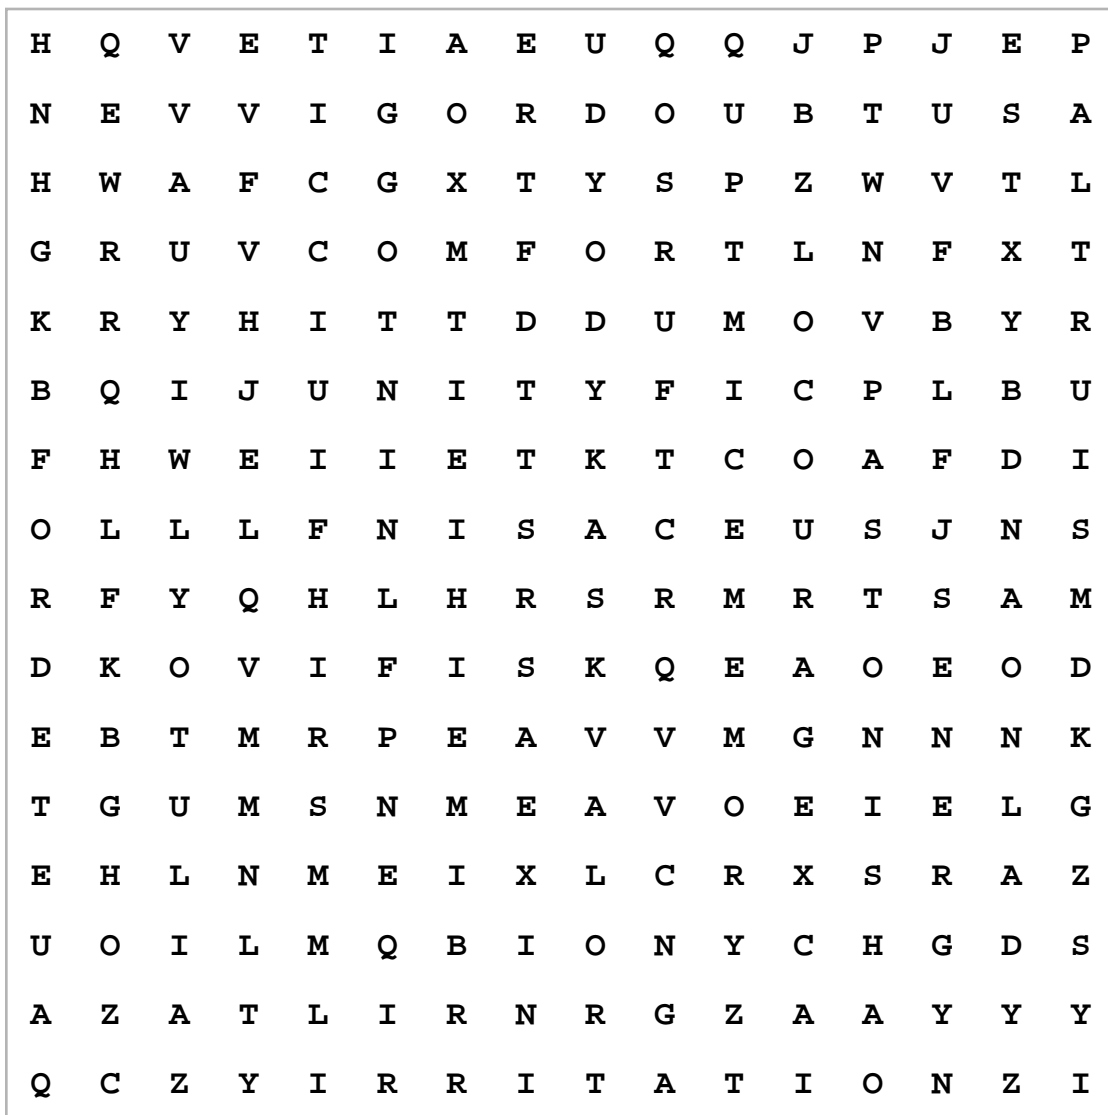 H Q V E T I A E U Q Q J P J E P
N E V V I G O R D O U B T U S A
H W A F C G X T Y S P Z W V T L
G R U V C O M F O R T L N F X T
K R Y H I T T D D U M O V B Y R
B Q I J U N I T Y F I C P L B U
F H W E I I E T K T C O A F D I
O L L L F N I S A C E U S J N S
R F Y Q H L H R S R M R T S A M
D K O V I F I S K Q E A O E O D
E B T M R P E A V V M G N N N K
T G U M S N M E A V O E I E L G
E H L N M E I X L C R X S R A Z
U O I L M Q B I O N Y C H G D S
A Z A T L I R N R G Z A A Y Y Y
Q C Z Y I R R I T A T I O N Z I